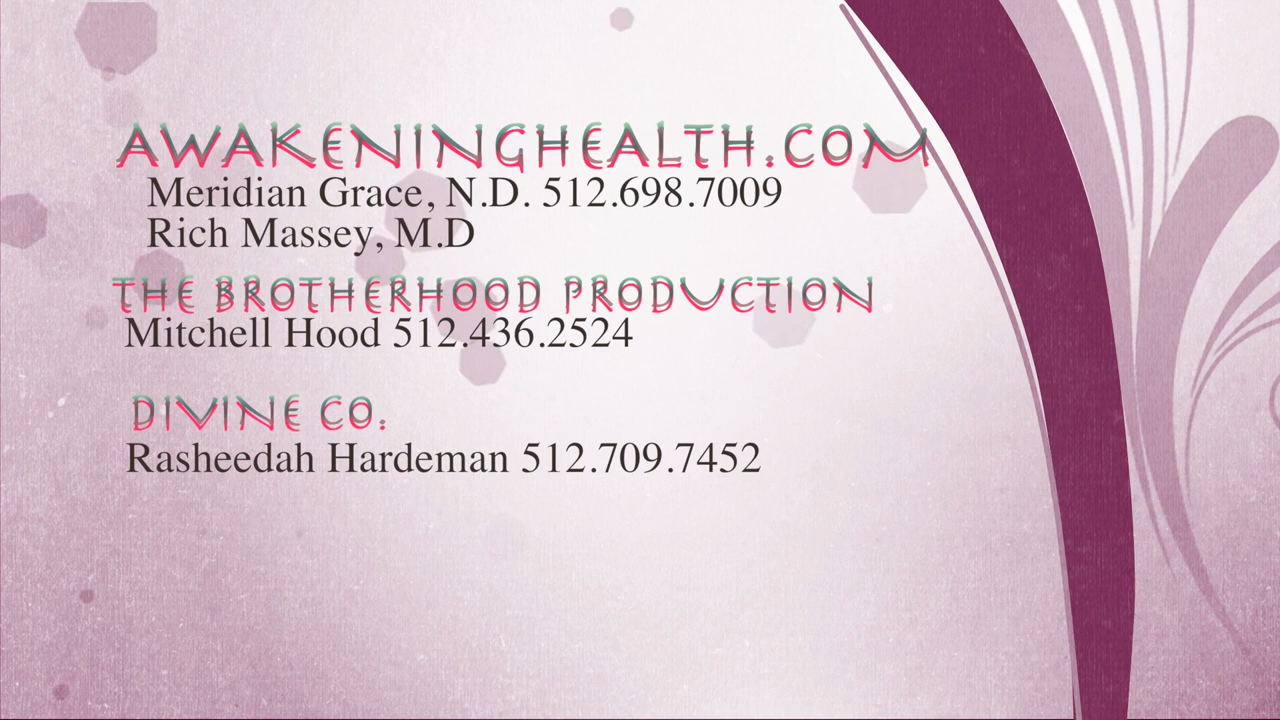 AWAKENINGHEALTH.COM
Meridian Grace, N.D. 512.698.7009
Rich Massey, M.D
THE BROTHERHOOD PRODUCTION
Mitchell Hood 512.436.2524
DIVINE CO.
Rasheedah Hardeman 512.709.7452